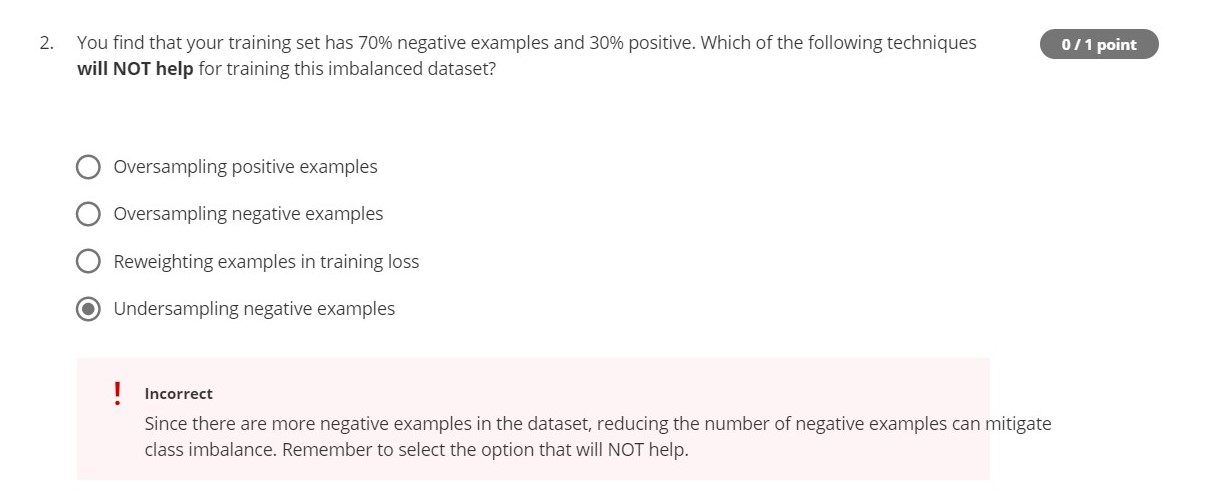 2. You find that your training set has 70% negative examples and 30% positive. Which of the following techniques
will NOT help for training this imbalanced dataset?
0 / 1 point
Oversampling positive examples
Oversampling negative examples
Reweighting examples in training loss
Undersampling negative examples
! Incorrect
Since there are more negative examples in the dataset, reducing the number of negative examples can mitigate
class imbalance. Remember to select the option that will NOT help.